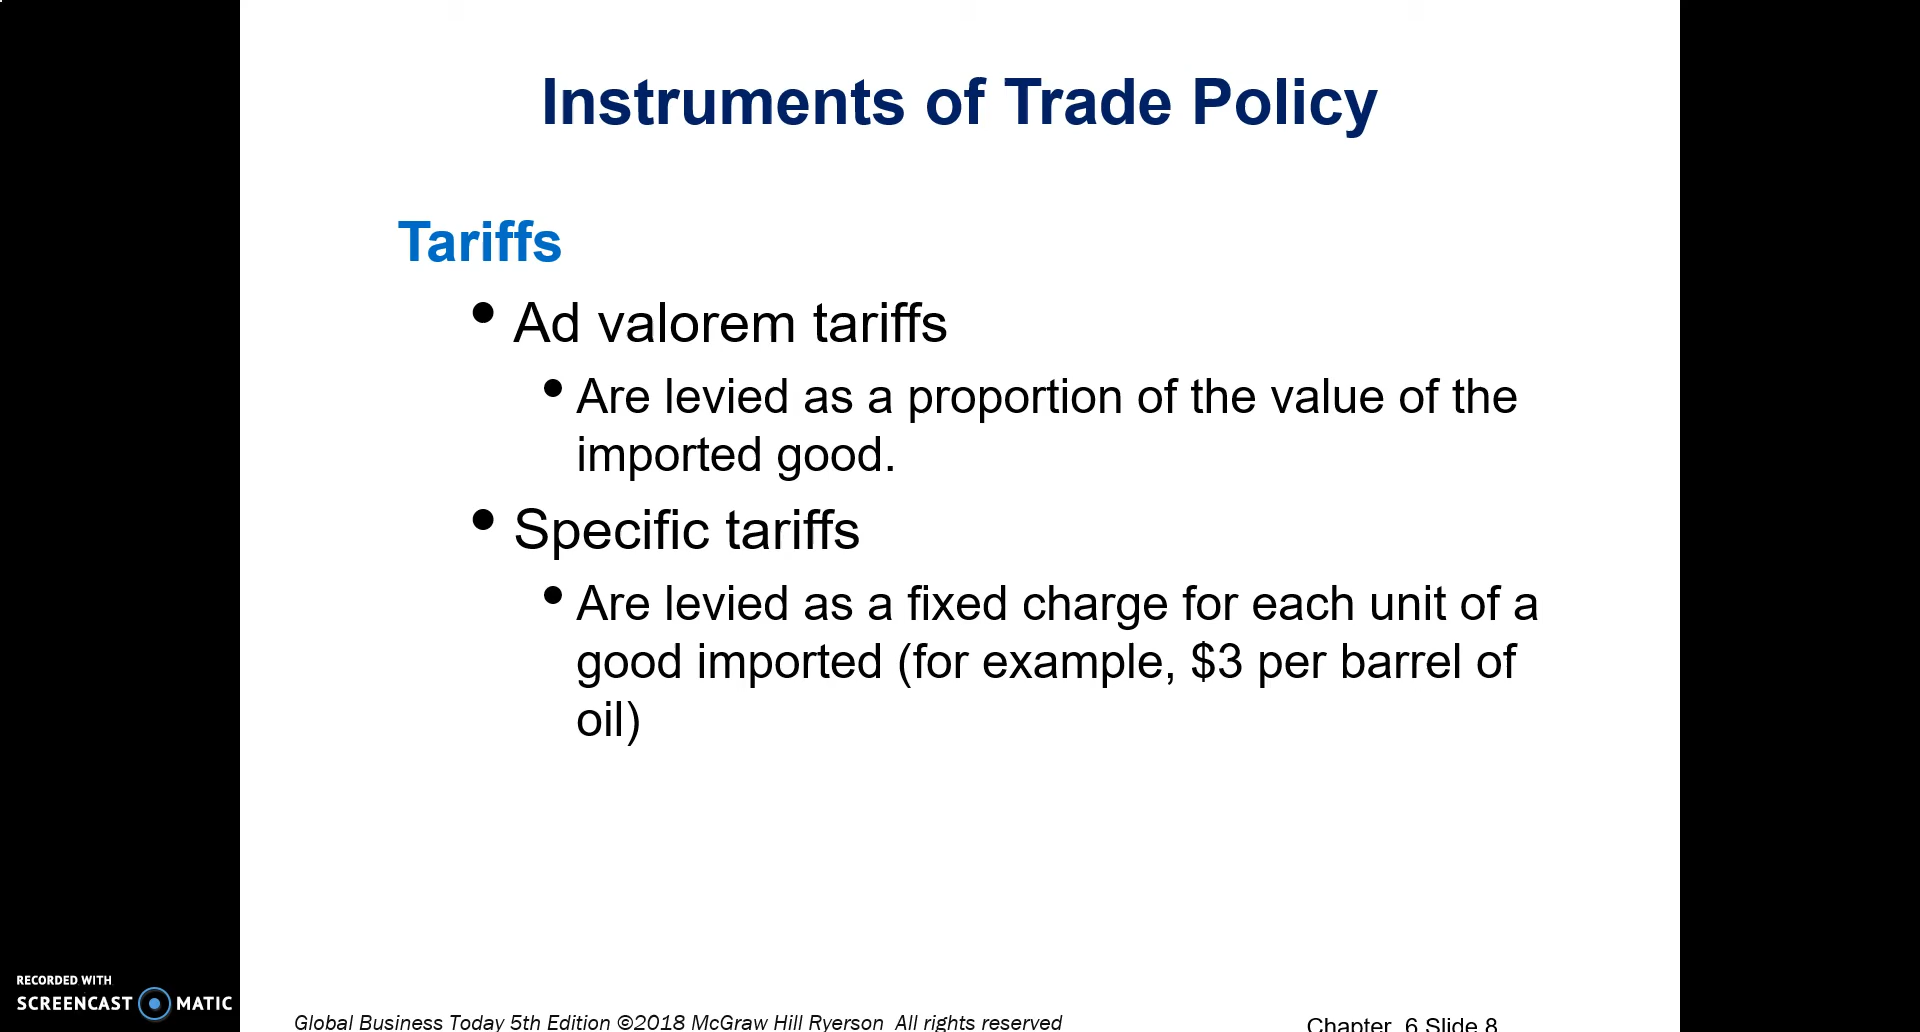 Instruments of Trade Policy
Tariffs
• Ad valorem tariffs
• Are levied as a proportion of the value of the
imported good.
• Specific tariffs
• Are levied as a fixed charge for each unit of a
good imported (for example, $3 per barrel of
oil)
RECORDED WITH
SCREENCAST MATIC
Global Business Today 5th Edition ©2018 McGraw Hill Ryerson All rights reserved
Chapter 6 Slide 8